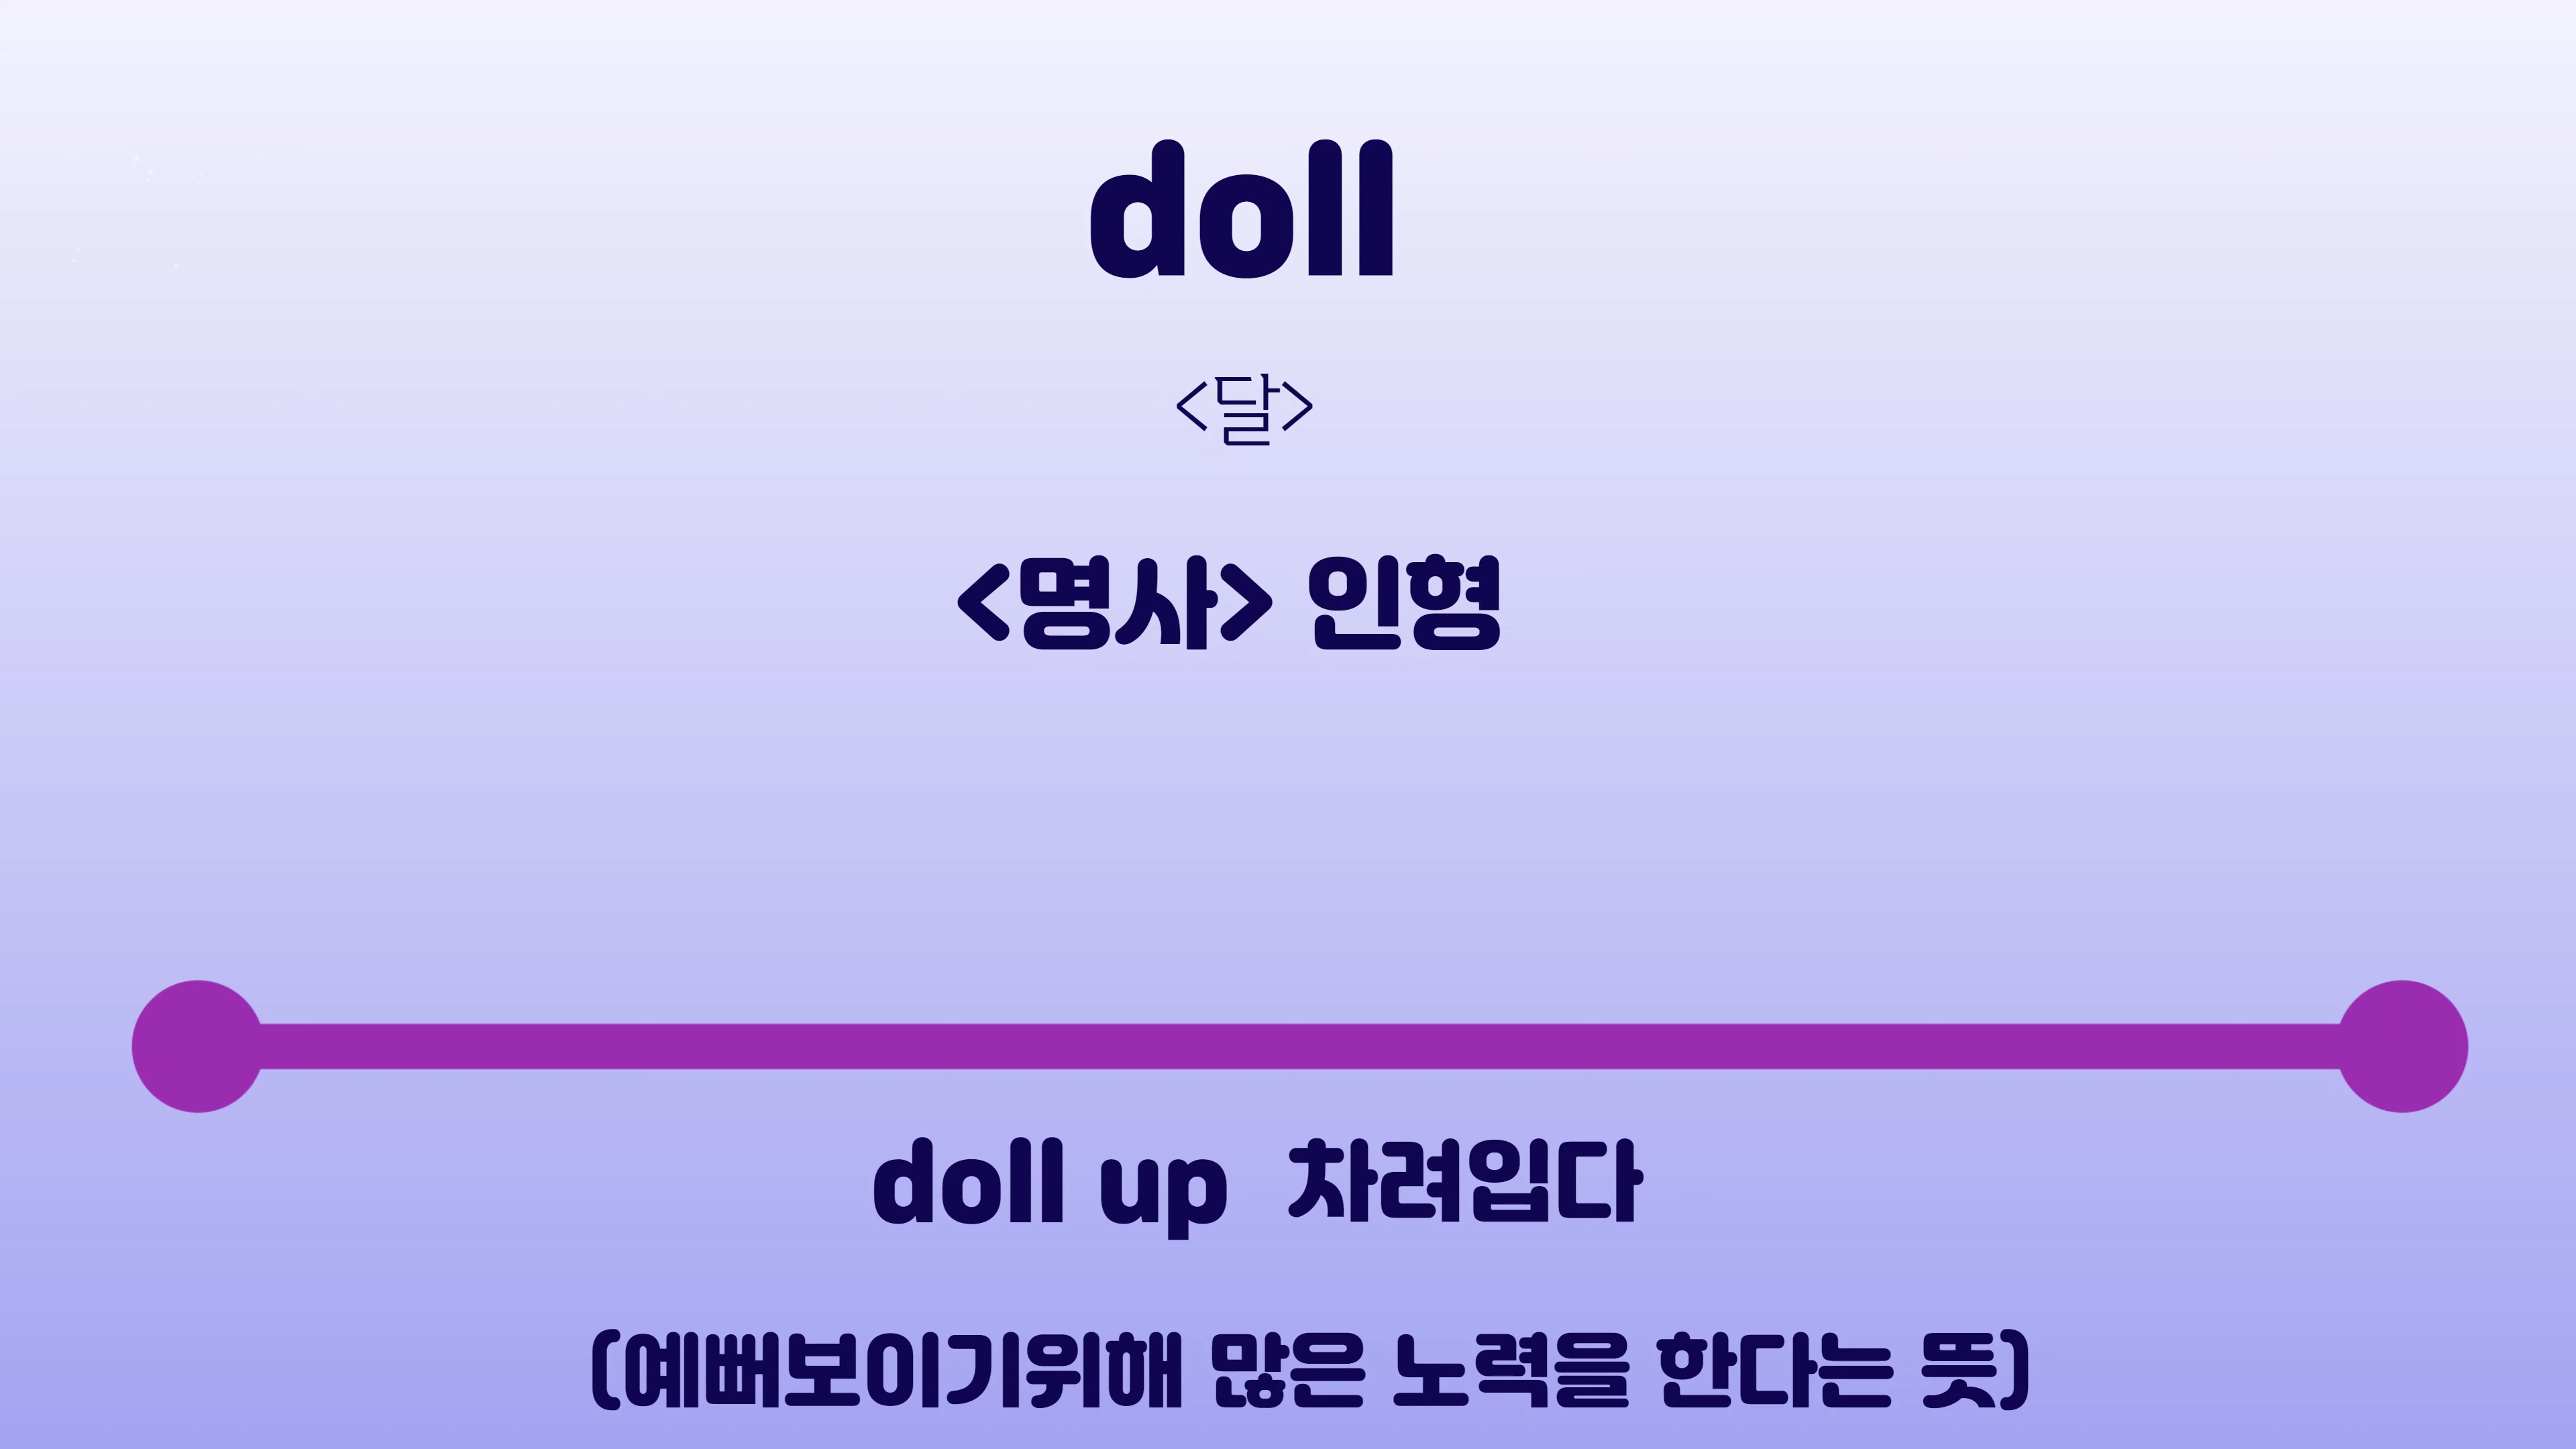 doll
<달>
<명사> 인형
doll up 차려입다
(예뻐보이기위해 많은 노력을 한다는 뜻)